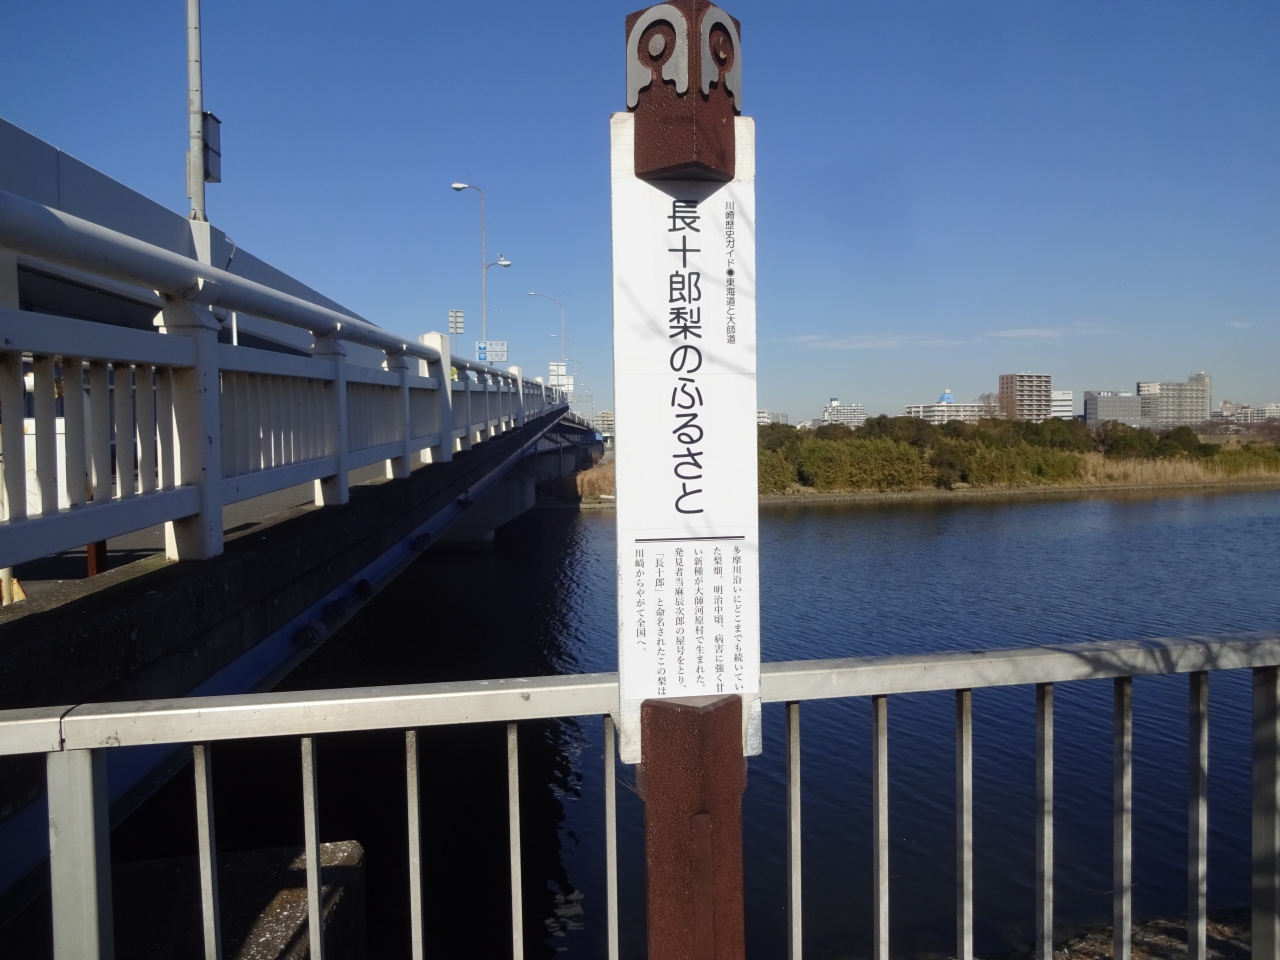 川崎歴史ガイド●東海道と大師道
長十郎梨のふるさと
多摩川沿いにどこまでも続いてい
た梨畑。明治中頃、病害に強く甘
い新種が大師河原村で生まれた。
発見者当麻辰次郎の屋号をとり、
「長十郎」と命名されたこの梨は
川崎からやがて全国へ。